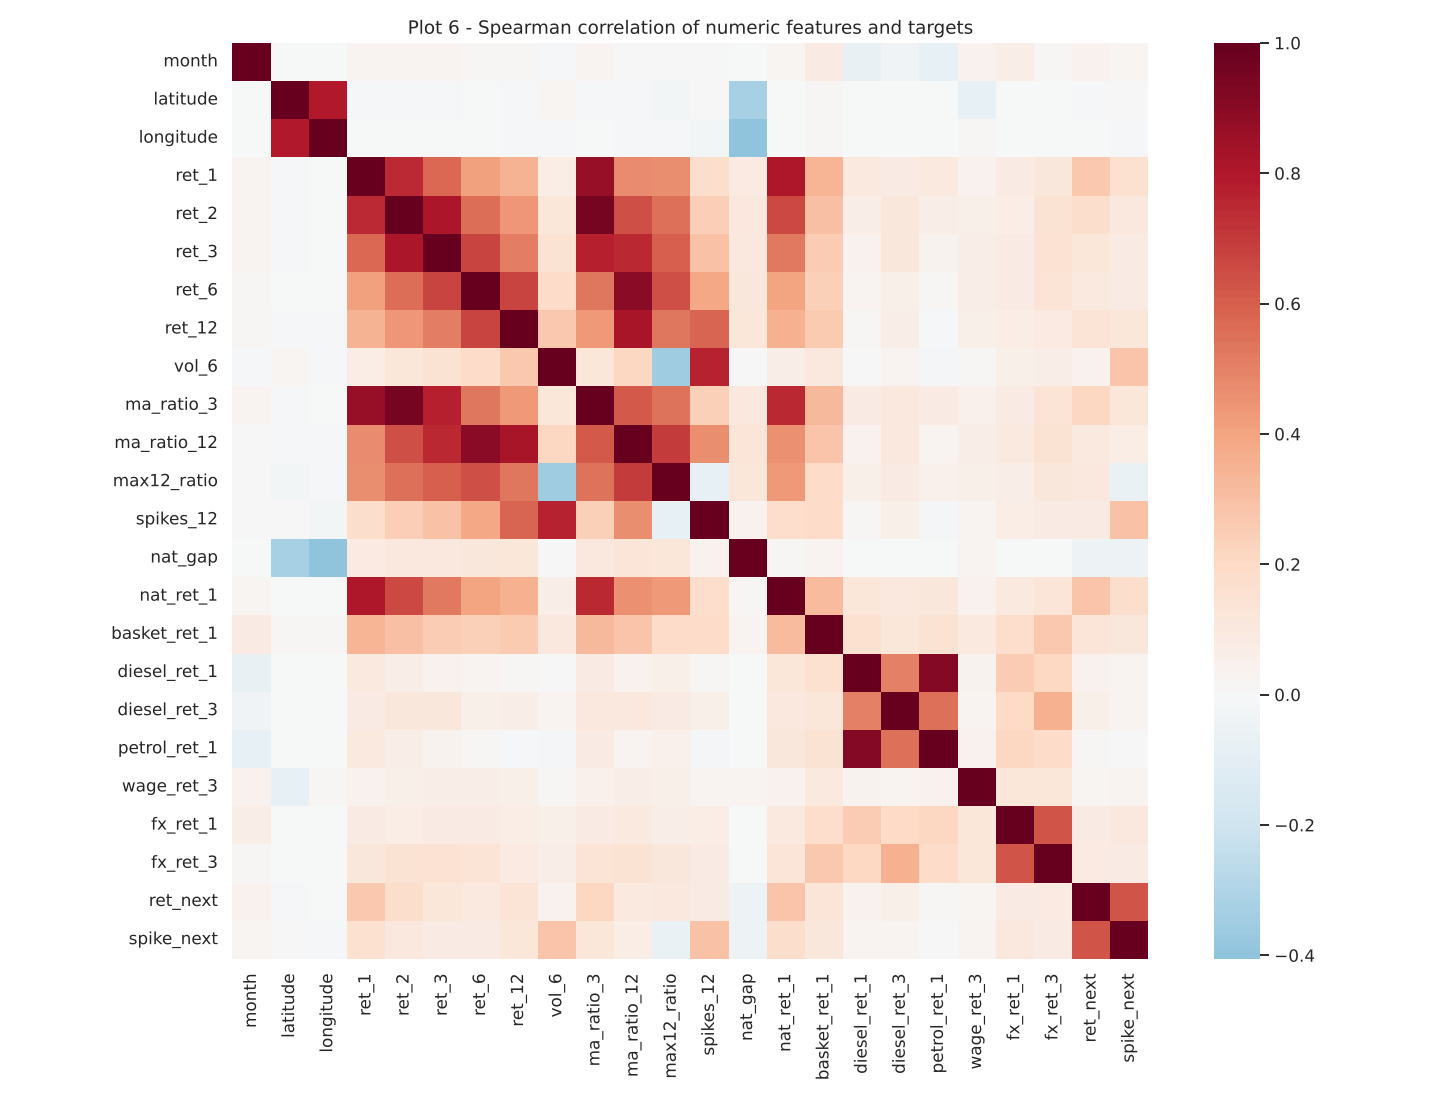 Plot 6 - Spearman correlation of numeric features and targets
month
latitude
longitude
ret_1
ret_2
ret_3
ret_6
ret_12
vol_6
ma_ratio_3
ma_ratio_12
max12_ratio
spikes_12
nat_gap
nat_ret_1
basket_ret_1
diesel_ret_1
diesel_ret_3
petrol_ret_1
wage_ret_3
fx_ret_1
fx_ret_3
ret_next
spike_next
month
latitude
longitude
ret_1
ret_2
ret_3
ret_6
ret_12
vol_6
ma_ratio_3
ma_ratio_12
max12_ratio
spikes_12
nat_gap
nat_ret_1
basket_ret_1
diesel_ret_1
diesel_ret_3
petrol_ret_1
wage_ret_3
fx_ret_1
fx_ret_3
ret_next
spike_next
1.0
0.8
0.6
0.4
0.2
0.0
−0.2
−0.4